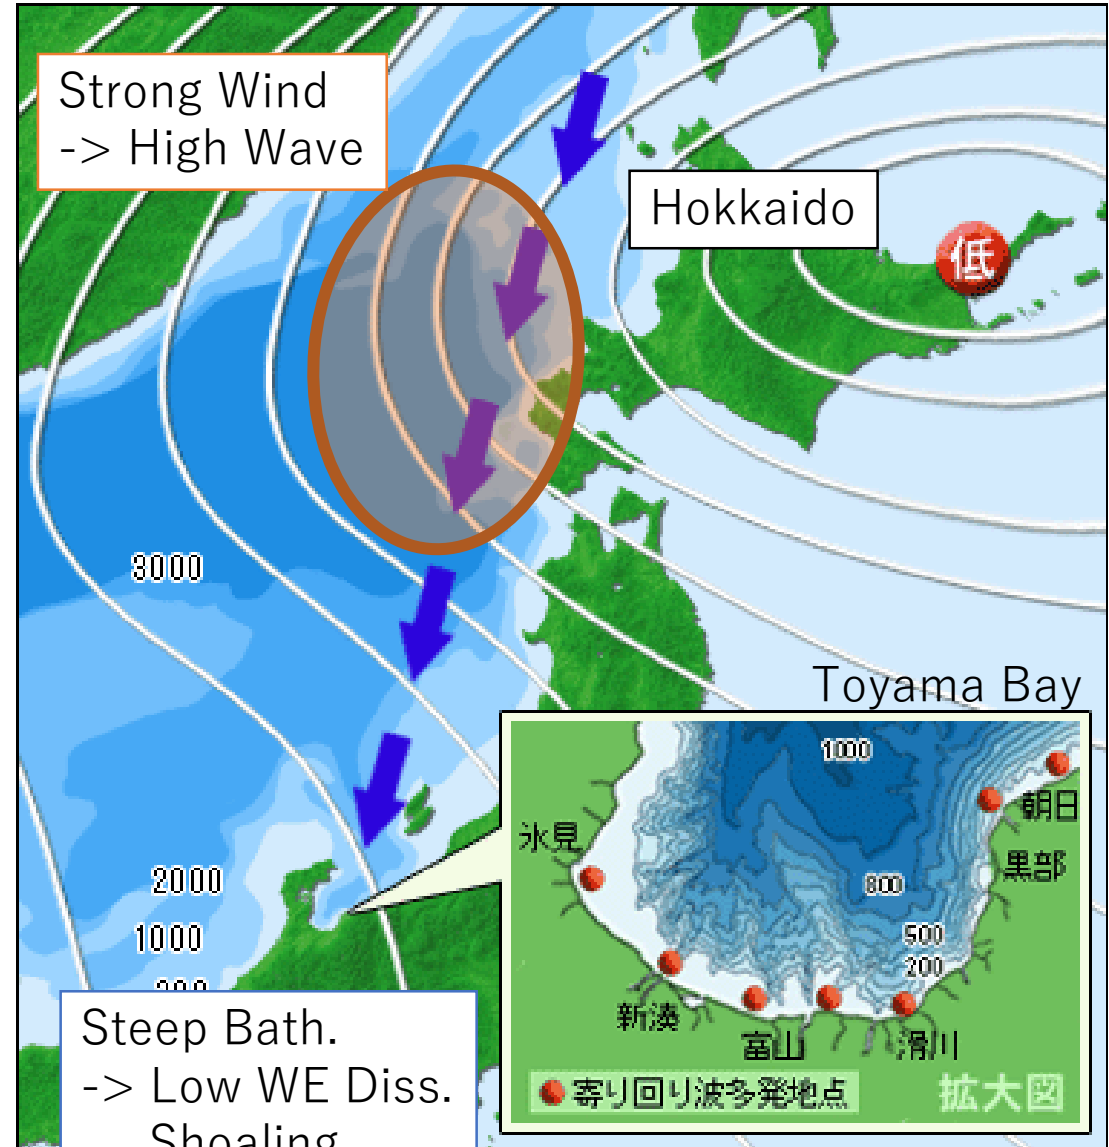 Strong Wind
-> High Wave
Hokkaido
低
3000
Toyama Bay
1000
氷見
朝日
黒部
800
2000
500
1000
200
200
新湊
富山
滑川
Steep Bath.
-> Low WE Diss.
Shoaling
寄り回り波多発地点
拡大図